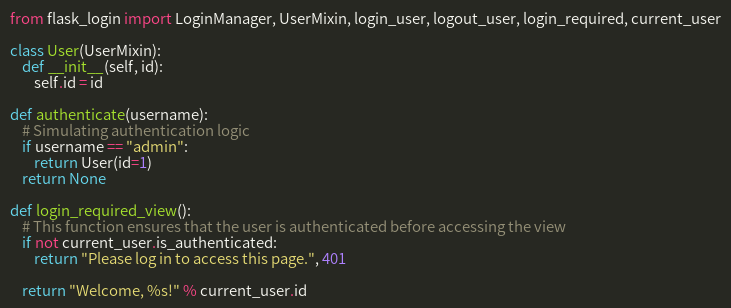 from flask_login import LoginManager, UserMixin, login_user, logout_user, login_required, current_user
class User(UserMixin):
def __init__(self, id):
self.id = id
def authenticate(username):
# Simulating authentication logic
if username == "admin":
return User(id=1)
return None
def login_required_view():
# This function ensures that the user is authenticated before accessing the view
if not current_user.is_authenticated:
return "Please log in to access this page.", 401
return "Welcome, %s!" % current_user.id